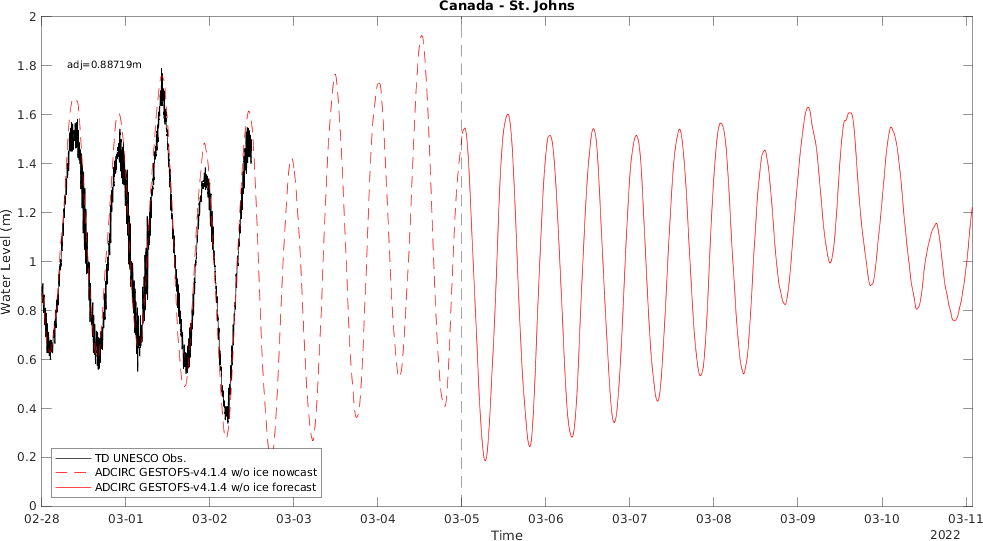 Canada - St. Johns
adj=0.88719m
Water Level (m)
2
1.8
1.6
1.4
1.2
1
0.8
0.6
0.4
0.2
0
TD UNESCO Obs.
ADCIRC GESTOFS-v4.1.4 w/o ice nowcast
ADCIRC GESTOFS-v4.1.4 w/o ice forecast
02-28 03-01 03-02 03-03 03-04 03-05 03-06 03-07 03-08 03-09 03-10 03-11
Time
2022